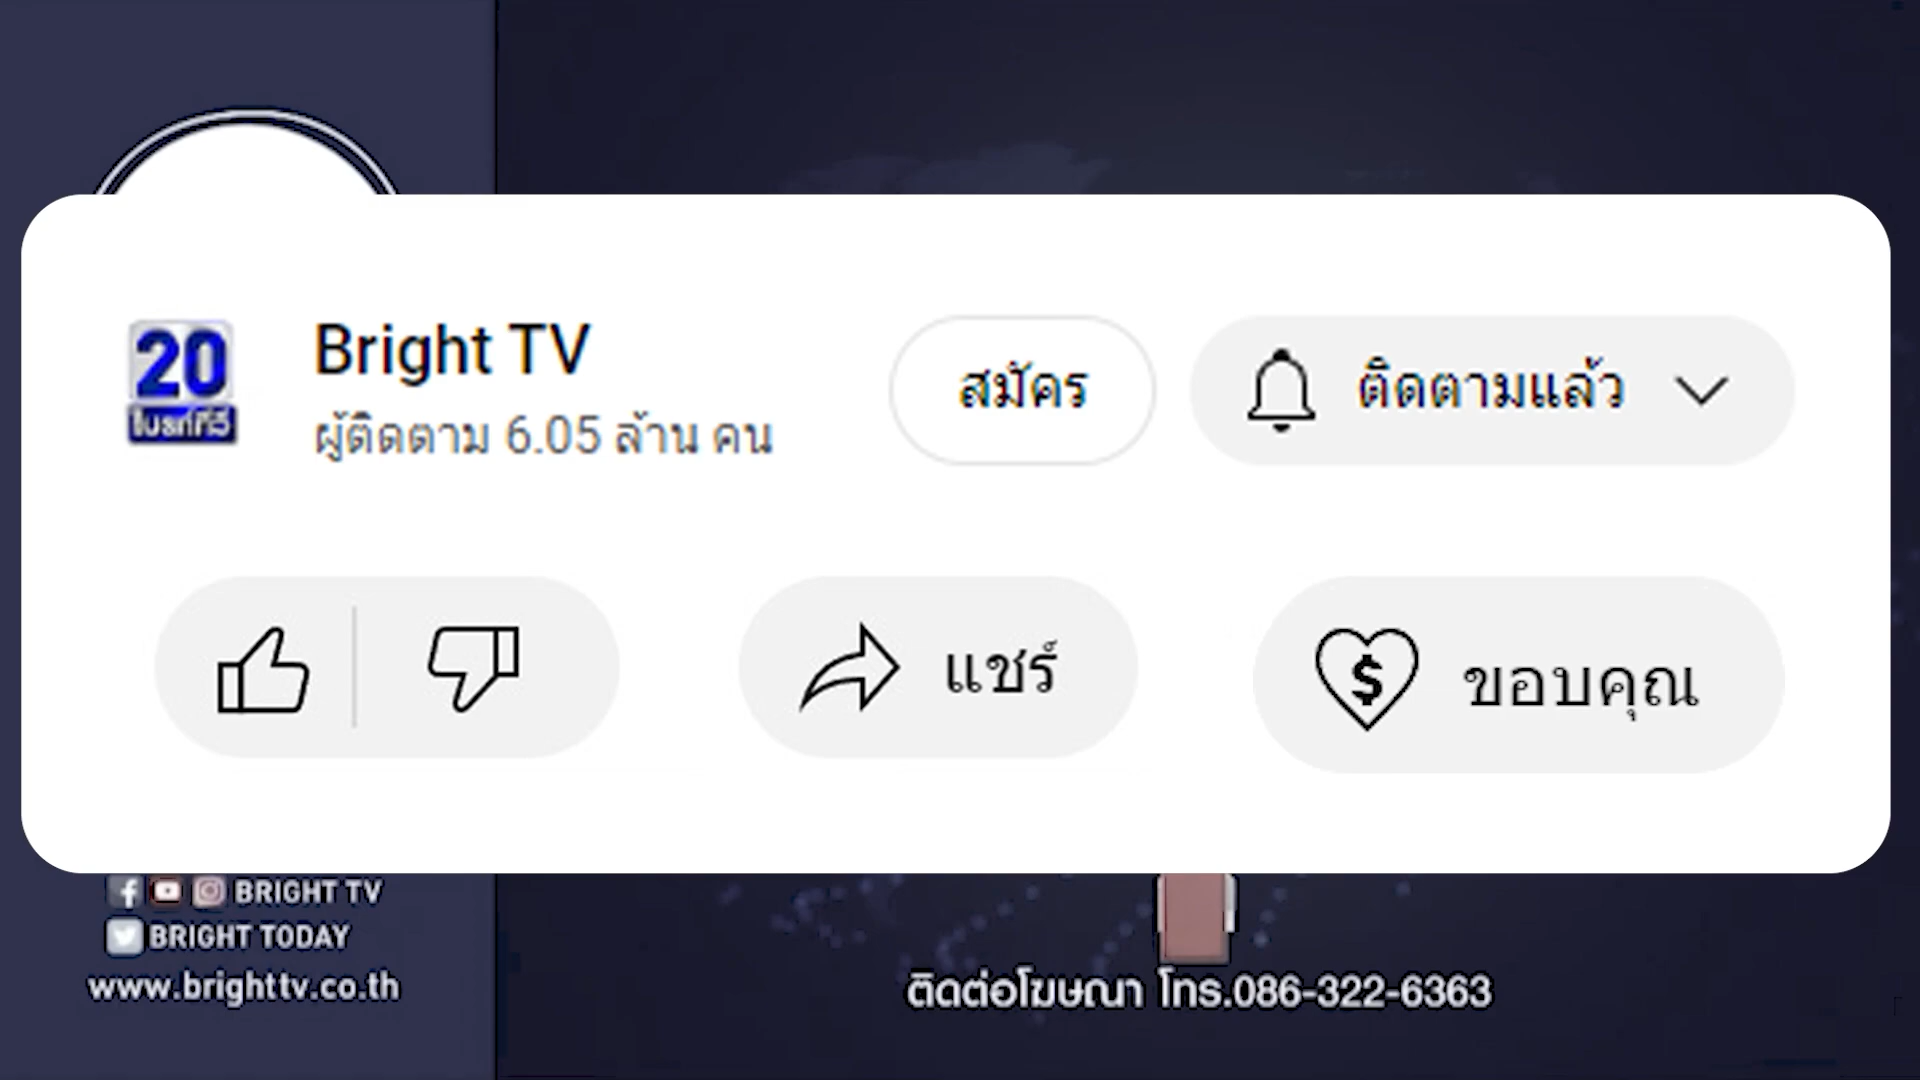 20
ไบรท์ทีวี
Bright TV
ผู้ติดตาม 6.05 ล้าน คน
สมัคร
ติดตามแล้ว
แชร์
$
ขอบคุณ
BRIGHT TV
BRIGHT TODAY
www.brighttv.co.th
ติดต่อโฆษณา โทร.086-322-6363